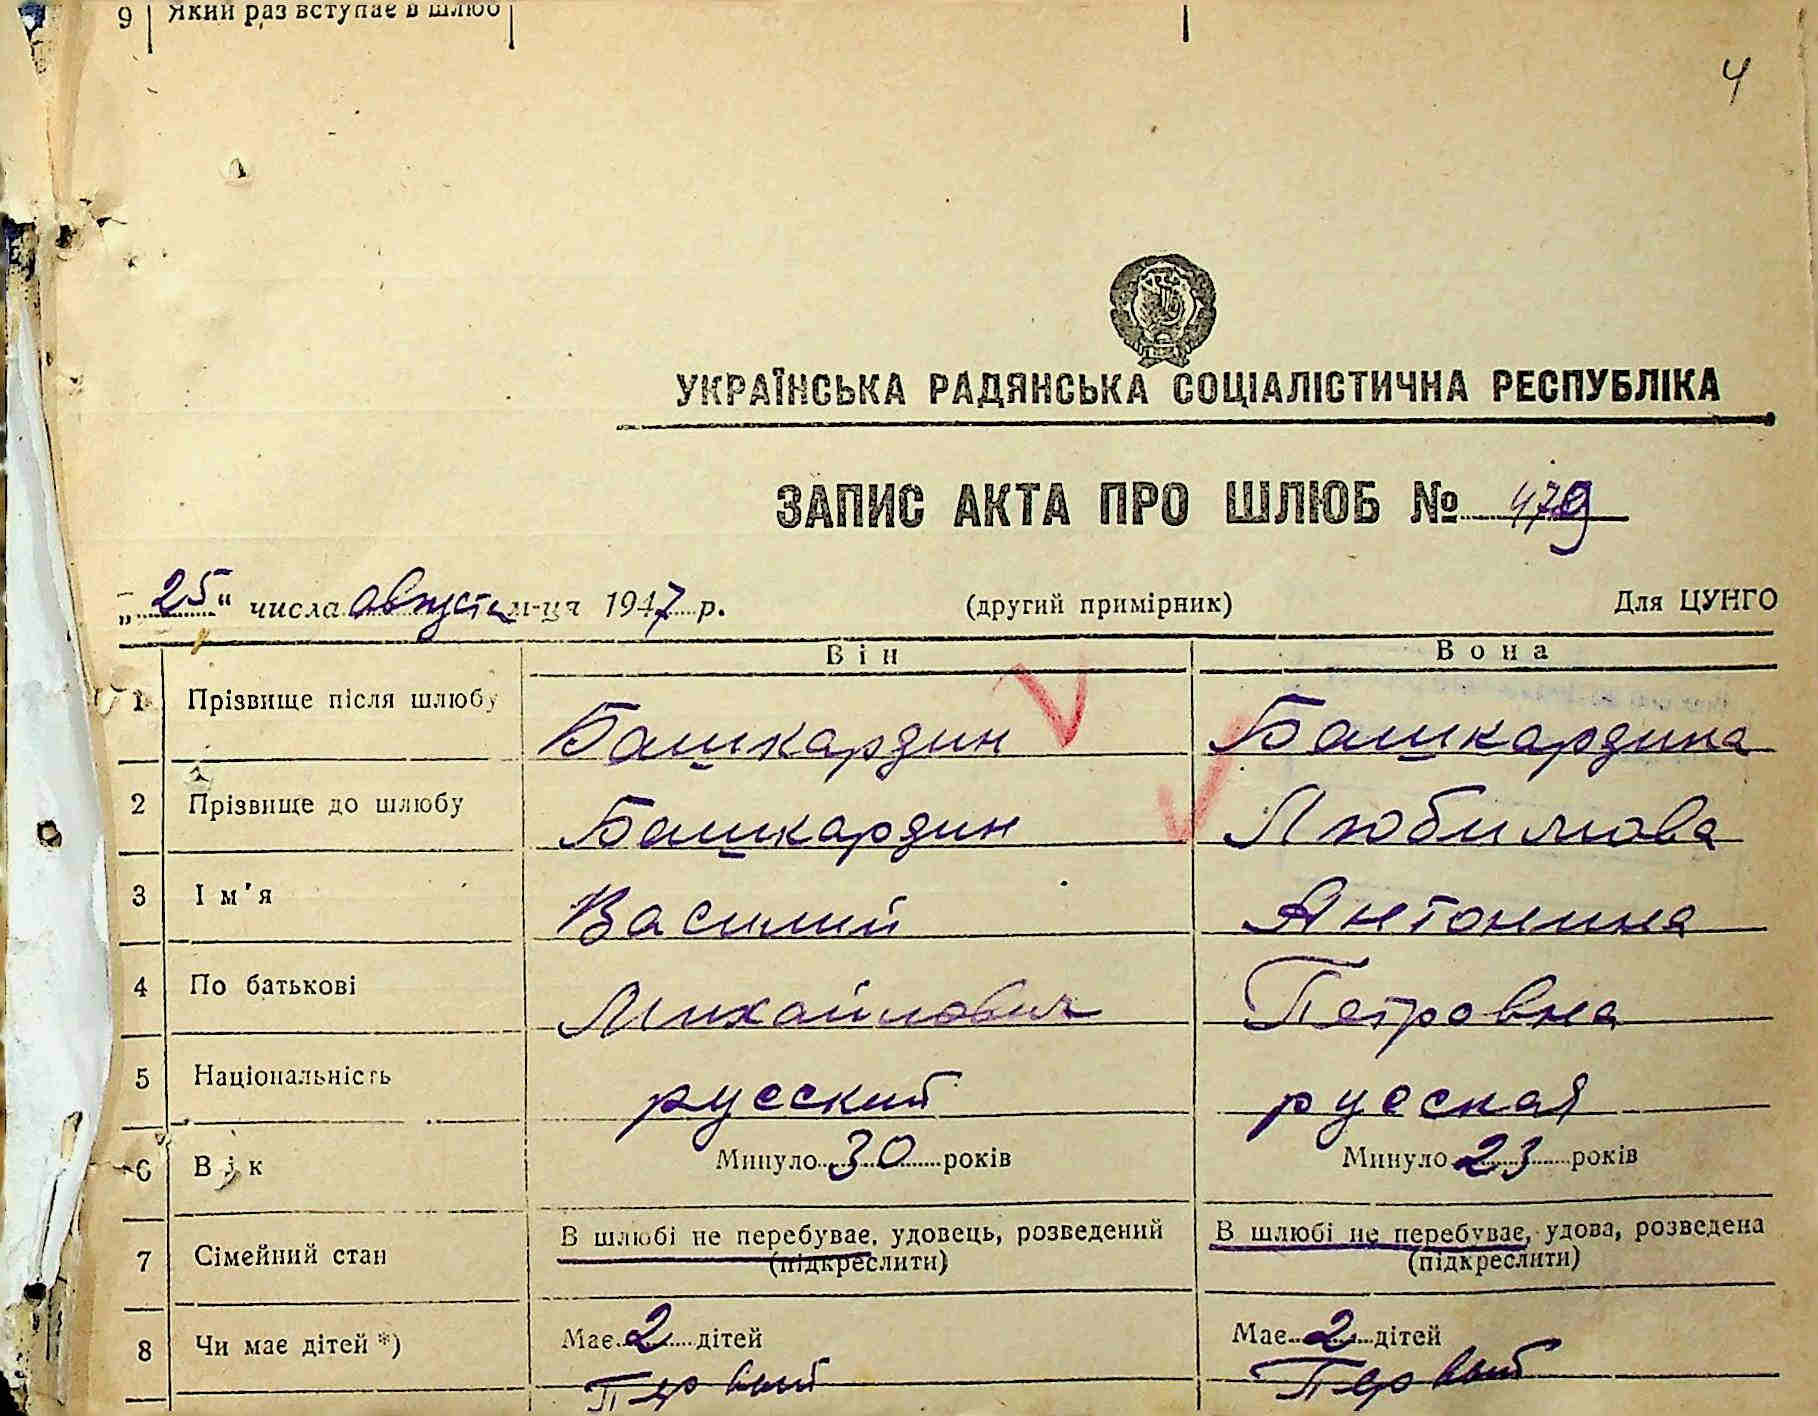 9 Який раз вступає в шлюб
4
УКРАЇНСЬКА РАДЯНСЬКА СОЦІАЛІСТИЧНА РЕСПУБЛІКА
ЗАПИС АКТА ПРО ШЛЮБ № 479
„25" числа августа м-ця 1947 р. (другий примірник) Для ЦУНГО
Він Вона
1 Прізвище після шлюбу Башкардин Башкардина
2 Прізвище до шлюбу Башкардин Любимова
3 Ім'я Василий Антонина
4 По батькові Михайлович Петровна
5 Національність русский русская
6 Вік Минуло 30 років Минуло 23 років
7 Сімейний стан В шлюбі не перебуває, удовець, розведений В шлюбі не перебуває, удова, розведена
(підкреслити) (підкреслити)
8 Чи має дітей *) Має 2 дітей Має 2 дітей
Первый Первый